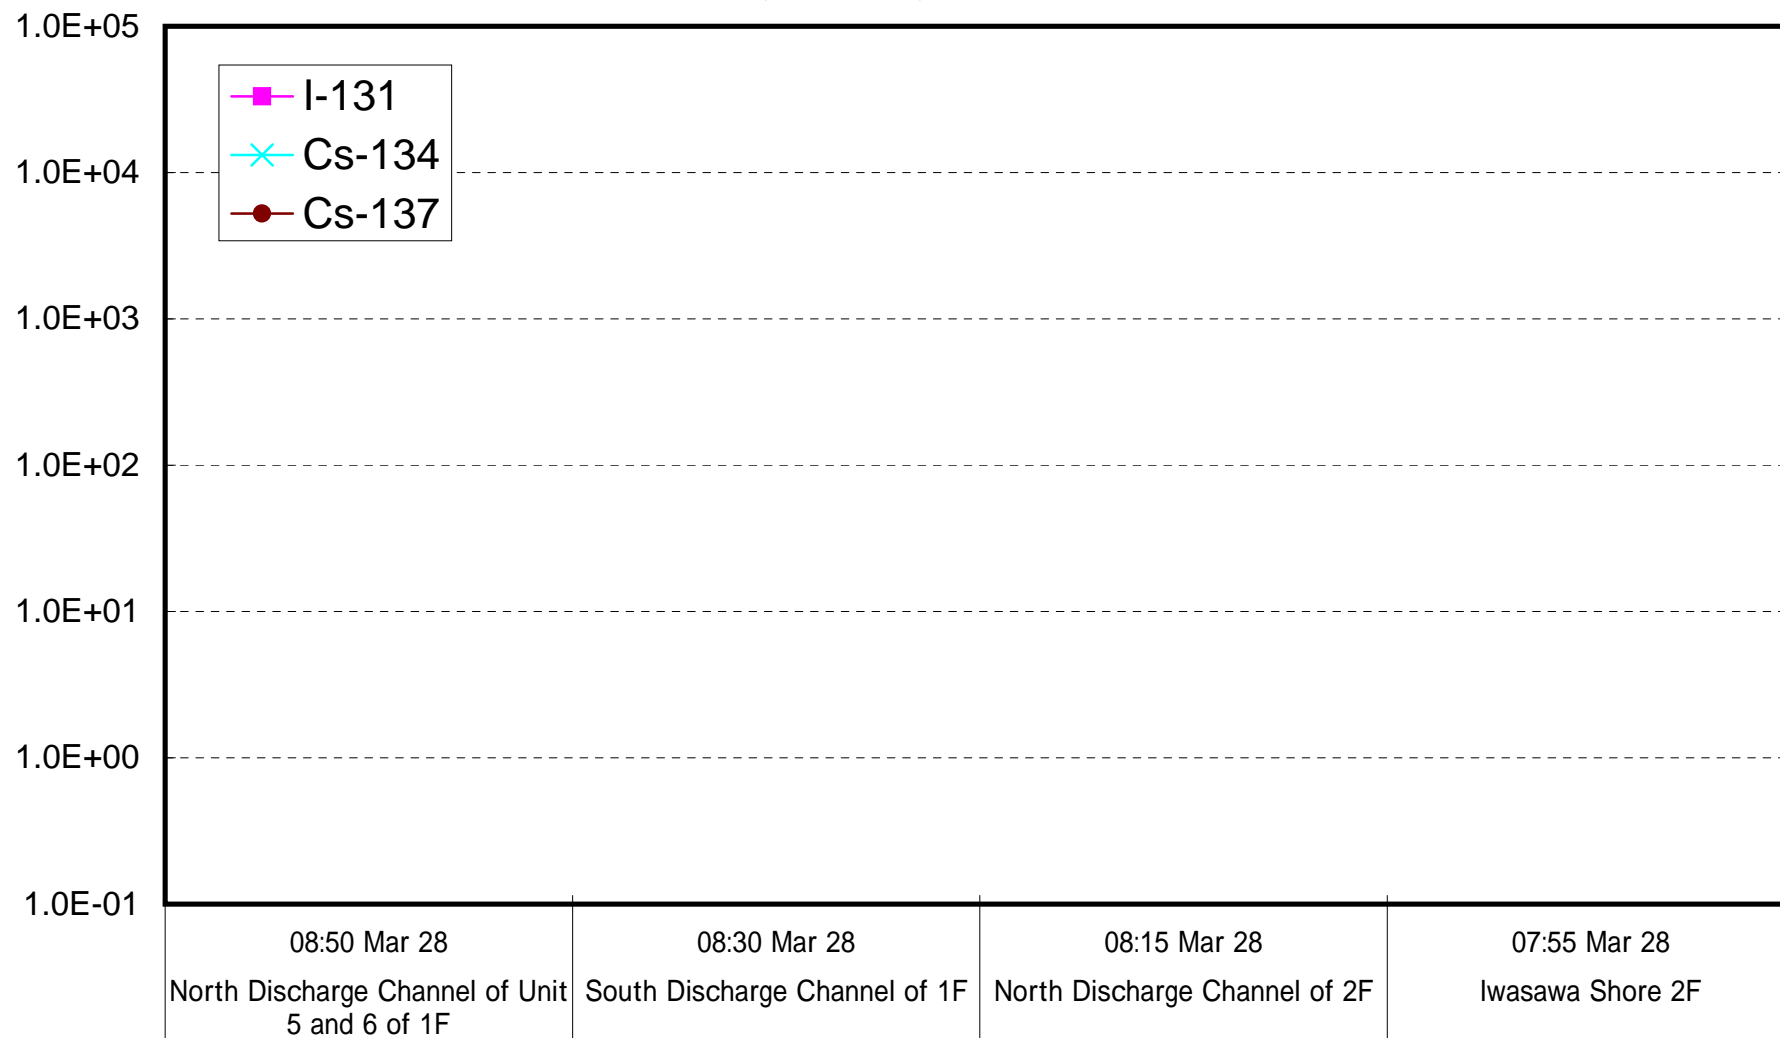 1.0E+05
I-131
Cs-134
1.0E+04
Cs-137
1.0E+03
1.0E+02
1.0E+01
1.0E+00
1.0E-01
08:50 Mar 28
08:30 Mar 28
08:15 Mar 28
07:55 Mar 28
North Discharge Channel of Unit
5 and 6 of 1F
South Discharge Channel of 1F
North Discharge Channel of 2F
Iwasawa Shore 2F